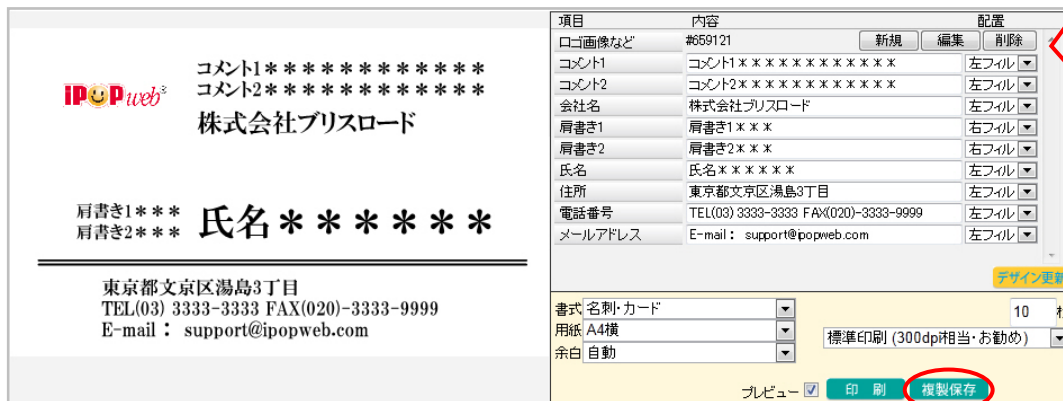 iPOPweb
コメント1************
コメント2************
株式会社ブリスロード
肩書き1***
肩書き2***
氏名******
東京都文京区湯島3丁目
TEL(03) 3333-3333 FAX(020)-3333-9999
E-mail： support@ipopweb.com
項目 内容 配置
ロゴ画像など #659121 新規 編集 削除
コメント1 コメント1************ 左フィル
コメント2 コメント2************ 左フィル
会社名 株式会社ブリスロード 左フィル
肩書き1 肩書き1*** 右フィル
肩書き2 肩書き2*** 右フィル
氏名 氏名****** 左フィル
住所 東京都文京区湯島3丁目 左フィル
電話番号 TEL(03) 3333-3333 FAX(020)-3333-9999 左フィル
メールアドレス E-mail： support@ipopweb.com 左フィル
デザイン更新
書式 名刺・カード 10
用紙 A4横 標準印刷 (300dpi相当・お勧め)
余白 自動
プレビュー 印 刷 複製保存